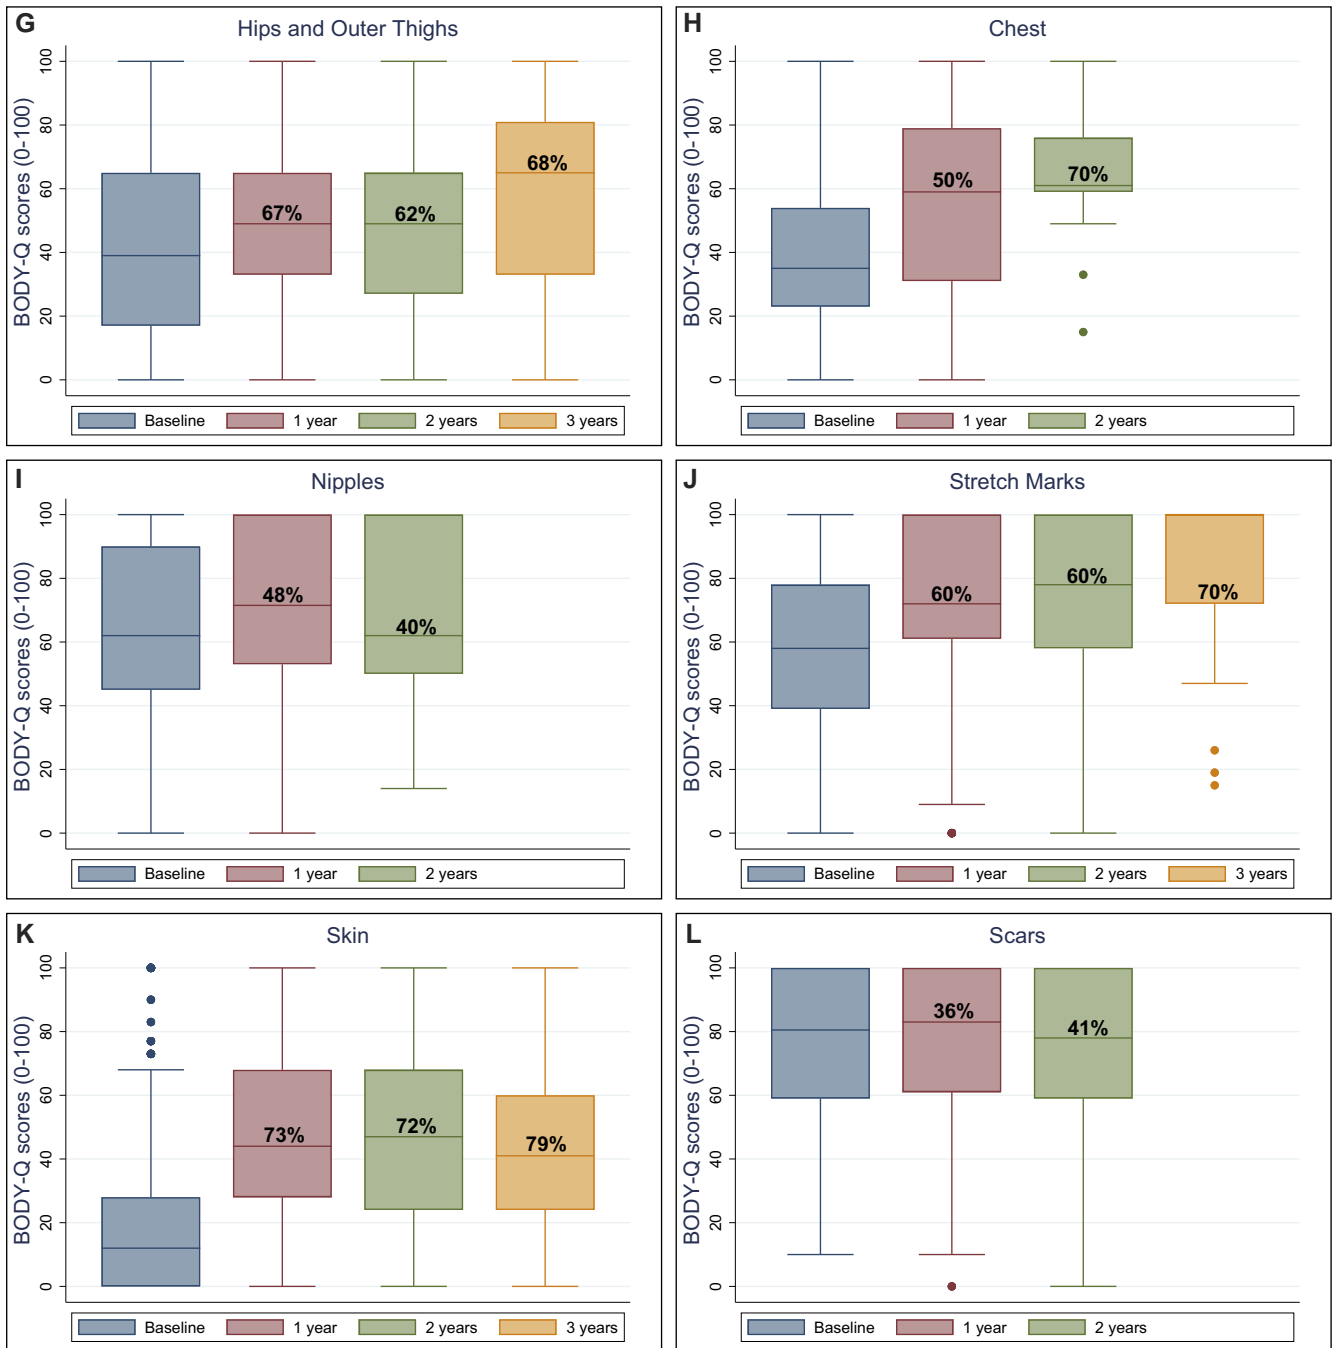 G
Hips and Outer Thighs
BODY-Q scores (0-100)
100
80
60
40
20
0
67%
62%
68%
Baseline 1 year 2 years 3 years
H
Chest
BODY-Q scores (0-100)
100
80
60
40
20
0
50%
70%
Baseline 1 year 2 years
I
Nipples
BODY-Q scores (0-100)
100
80
60
40
20
0
48%
40%
Baseline 1 year 2 years
J
Stretch Marks
BODY-Q scores (0-100)
100
80
60
40
20
0
60%
60%
70%
Baseline 1 year 2 years 3 years
K
Skin
BODY-Q scores (0-100)
100
80
60
40
20
0
73%
72%
79%
Baseline 1 year 2 years 3 years
L
Scars
BODY-Q scores (0-100)
100
80
60
40
20
0
36%
41%
Baseline 1 year 2 years